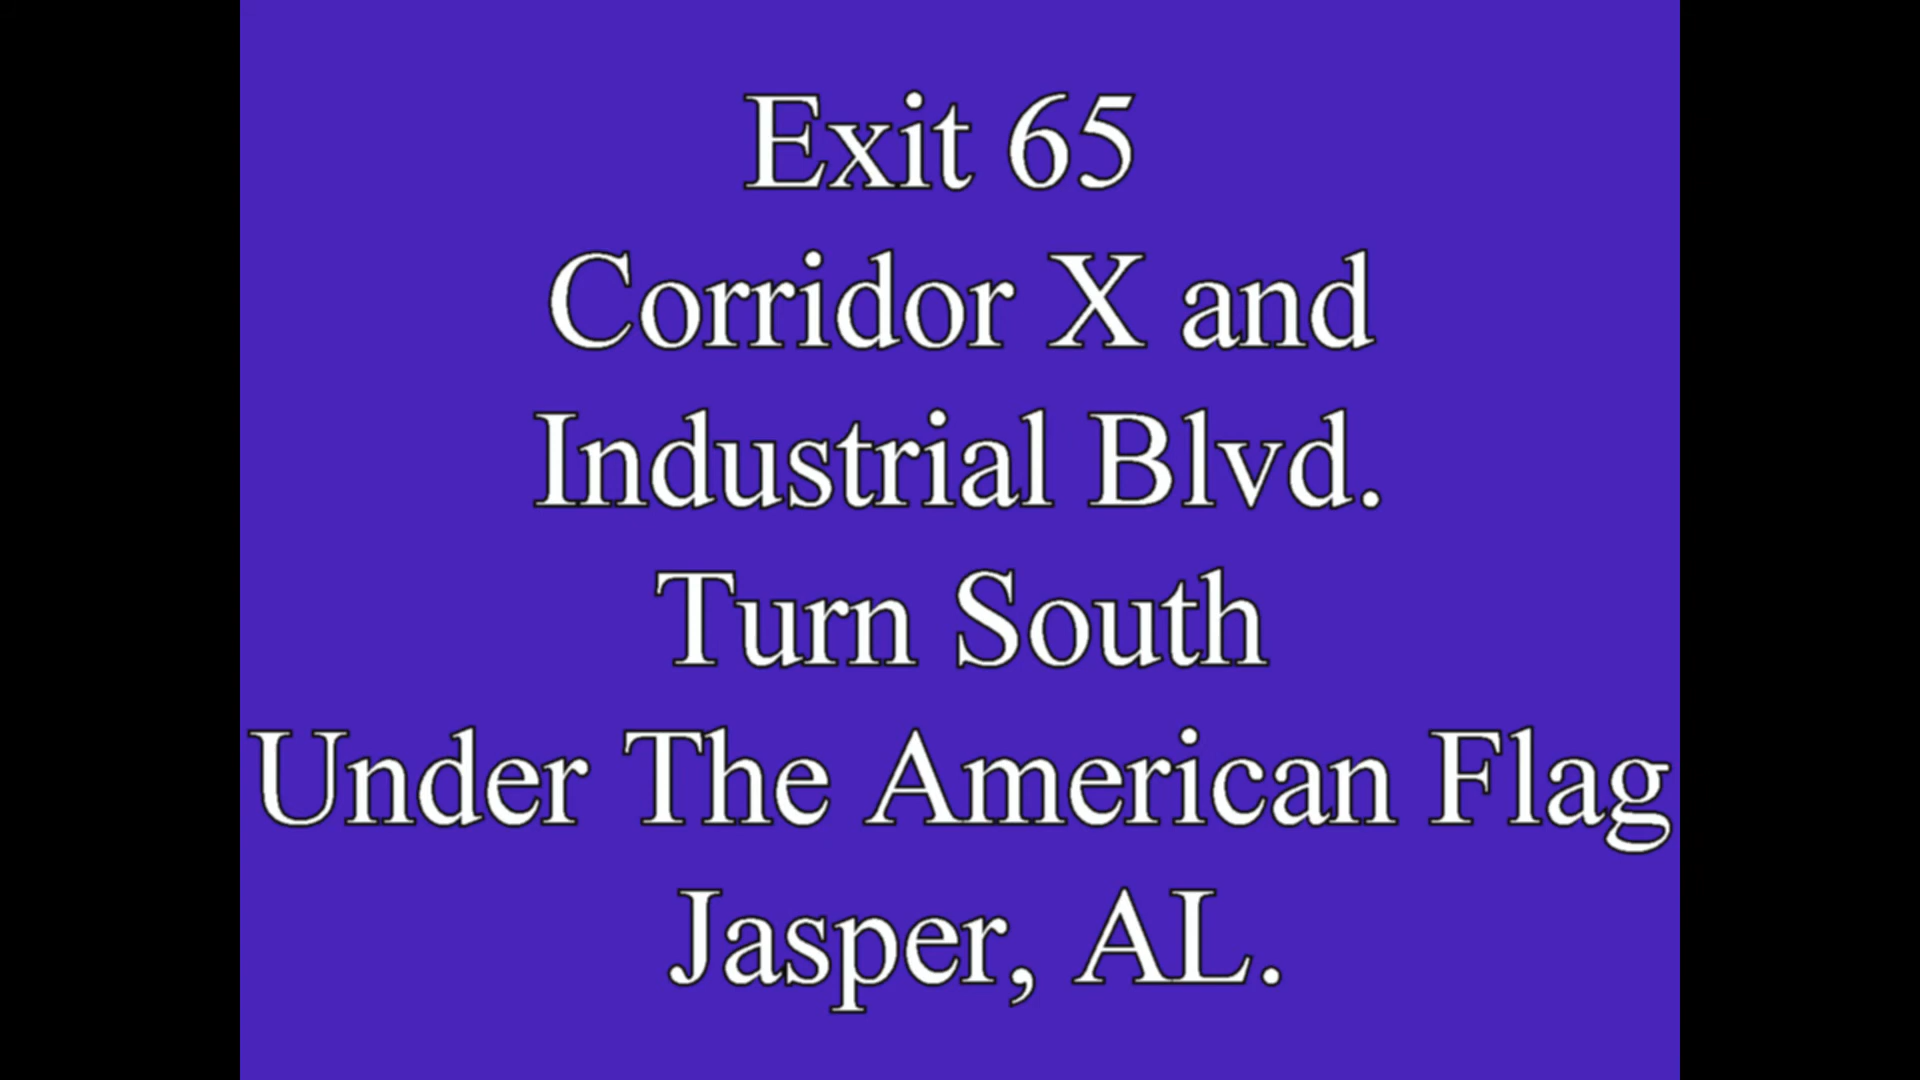 Exit 65
Corridor X and
Industrial Blvd.
Turn South
Under The American Flag
Jasper, AL.